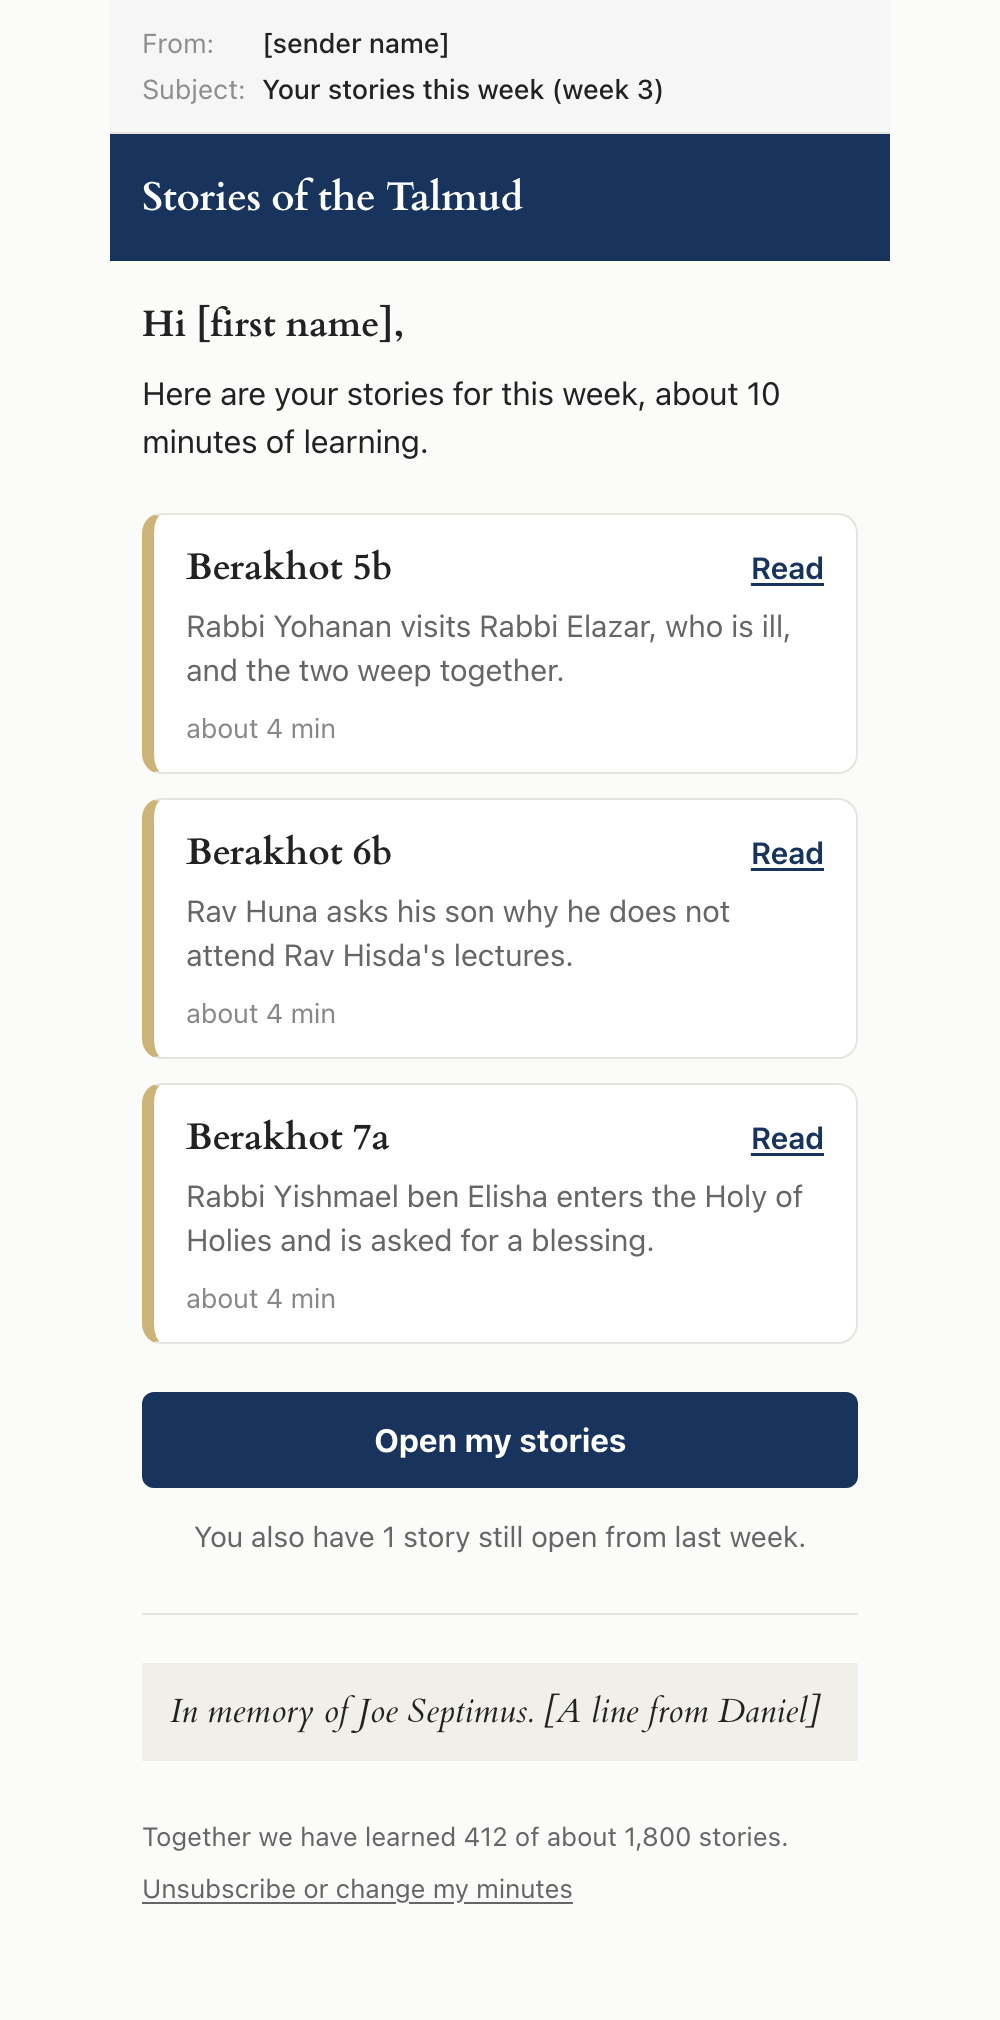 From: [sender name]
Subject: Your stories this week (week 3)
Stories of the Talmud
Hi [first name],
Here are your stories for this week, about 10
minutes of learning.
Berakhot 5b Read
Rabbi Yohanan visits Rabbi Elazar, who is ill,
and the two weep together.
about 4 min
Berakhot 6b Read
Rav Huna asks his son why he does not
attend Rav Hisda's lectures.
about 4 min
Berakhot 7a Read
Rabbi Yishmael ben Elisha enters the Holy of
Holies and is asked for a blessing.
about 4 min
Open my stories
You also have 1 story still open from last week.
In memory of Joe Septimus. [A line from Daniel]
Together we have learned 412 of about 1,800 stories.
Unsubscribe or change my minutes